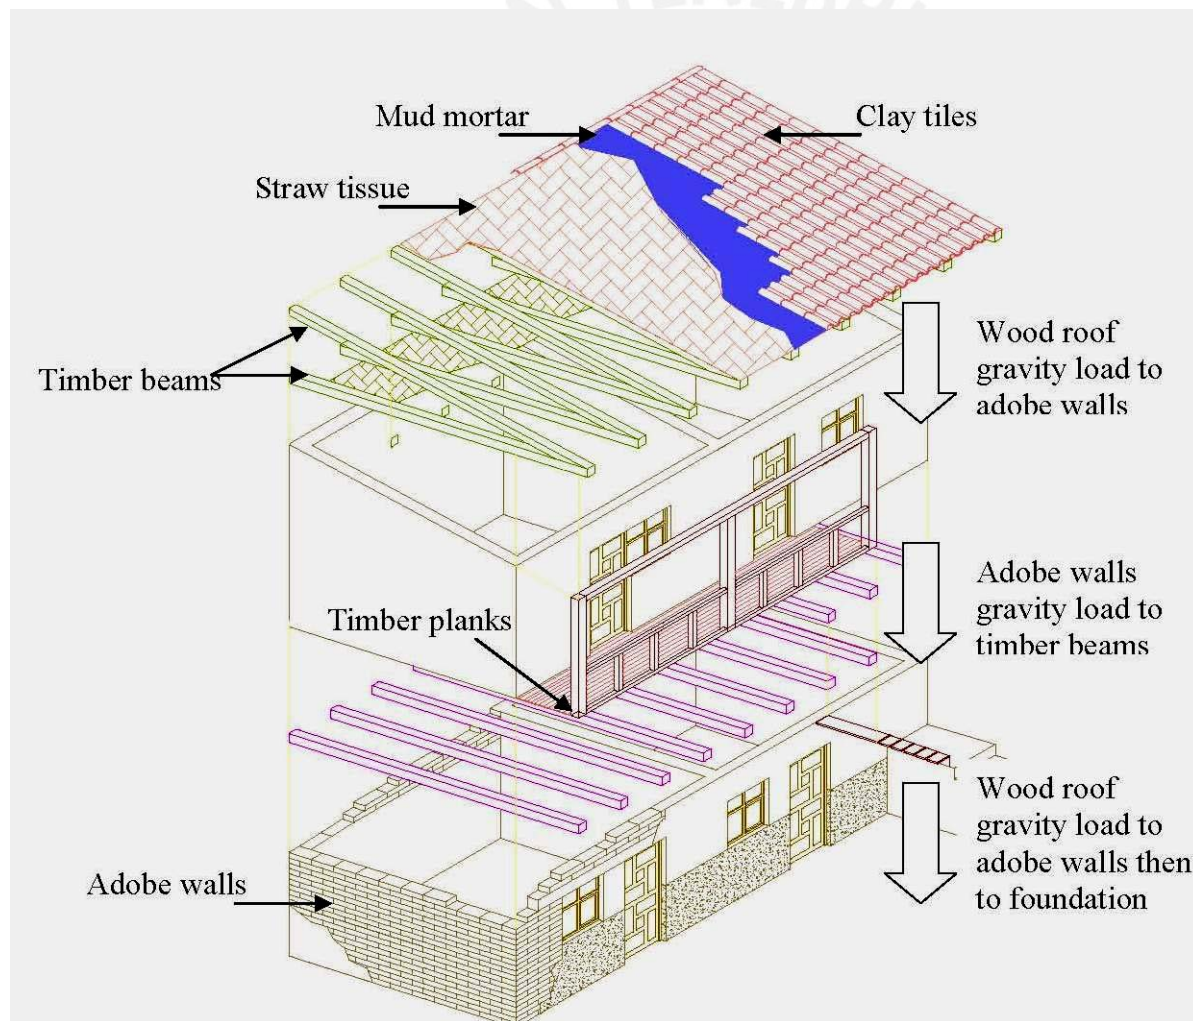 Mud mortar
Clay tiles
Straw tissue
Wood roof
gravity load to
adobe walls
Timber beams
Adobe walls
gravity load to
timber beams
Timber planks
Wood roof
gravity load to
adobe walls then
to foundation
Adobe walls